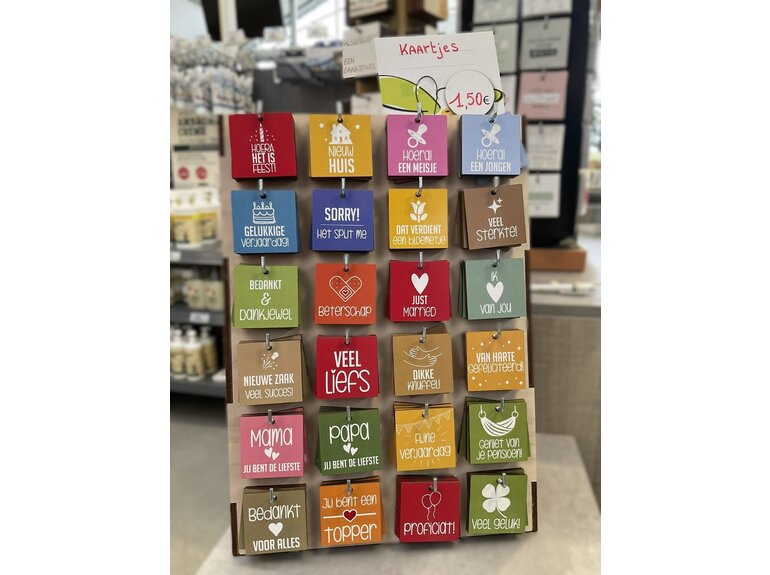 Kaartjes
1,50€
HOERA
HET IS
FEEST!
NIEUW
HUIS
Hoera!
EEN MEISJE
Hoera!
EEN JONGEN
GELUKKIGE
verjaardag!
SORRY!
Het spijt me
DAT VERDIENT
een bloemetje
VEEL
Sterkte!
BEDANKT
&
DANKJEWEL
Beterschap
JUST
Married
Ik
van jou
NIEUWE ZAAK
Veel succes!
VEEL
Liefs
DIKKE
knuffel!
VAN HARTE
Gefeliciteerd!
MAMA
JIJ BENT DE LIEFSTE
PAPA
JIJ BENT DE LIEFSTE
Fijne
verjaardag
Geniet van
je pensioen!
Bedankt
VOOR ALLES
Jij bent een
topper
Proficiat!
Veel geluk!